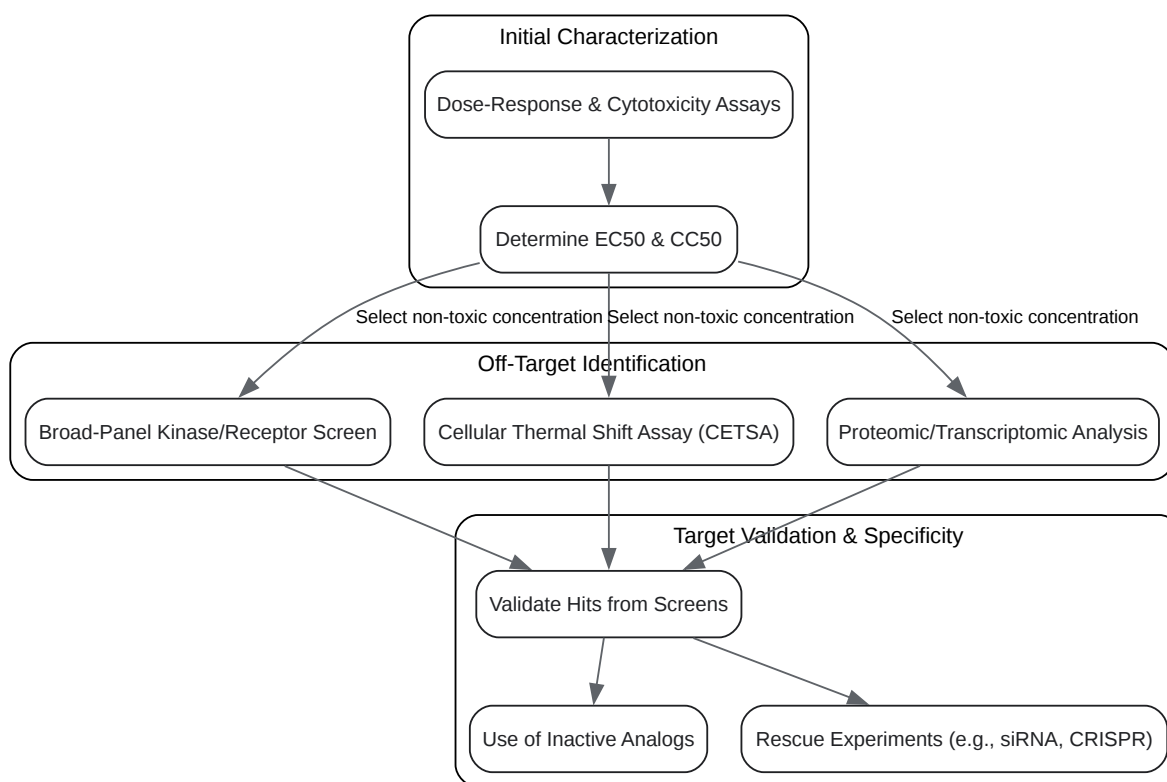 Initial Characterization
Dose-Response & Cytotoxicity Assays
Determine EC50 & CC50
Select non-toxic concentration
Select non-toxic concentration
Select non-toxic concentration
Off-Target Identification
Broad-Panel Kinase/Receptor Screen
Cellular Thermal Shift Assay (CETSA)
Proteomic/Transcriptomic Analysis
Target Validation & Specificity
Validate Hits from Screens
Use of Inactive Analogs
Rescue Experiments (e.g., siRNA, CRISPR)